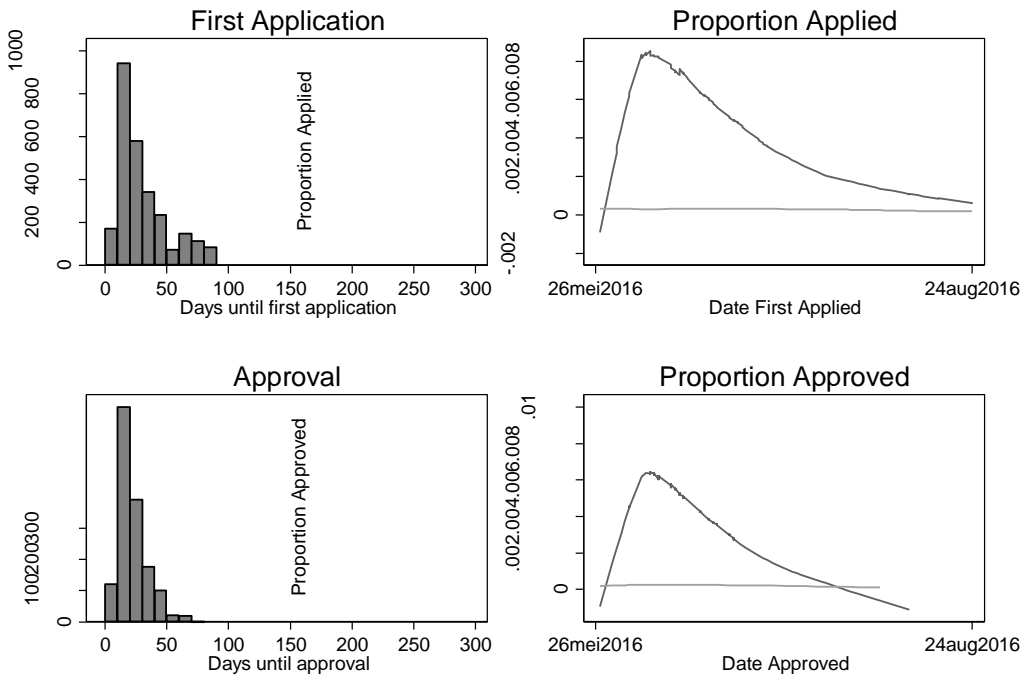 First Application
1000
800
600
400
200
0
0 50 100 150 200 250 300
Days until first application
Proportion Applied
Proportion Applied
.002.004.006.008
0
-.002
26mei2016 24aug2016
Date First Applied
Approval
100200300
0
0 50 100 150 200 250 300
Days until approval
Proportion Approved
Proportion Approved
.01
.002.004.006.008
0
26mei2016 24aug2016
Date Approved